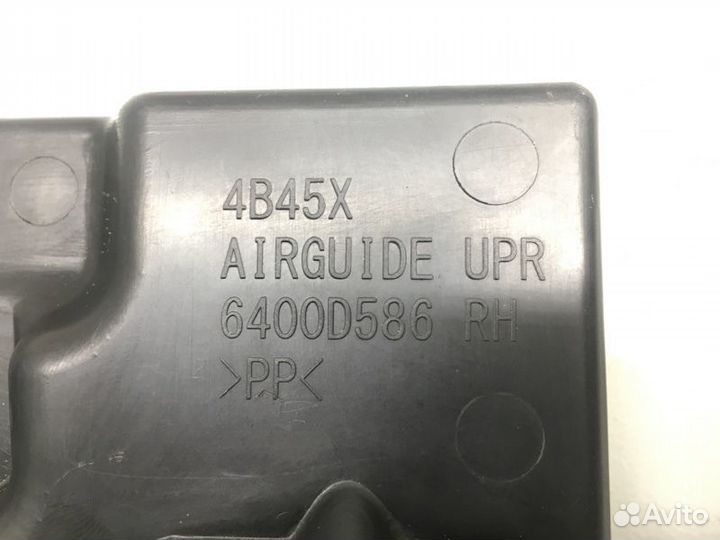 4B45X
AIRGUIDE UPR
6400D586 RH
>PP<
Avito